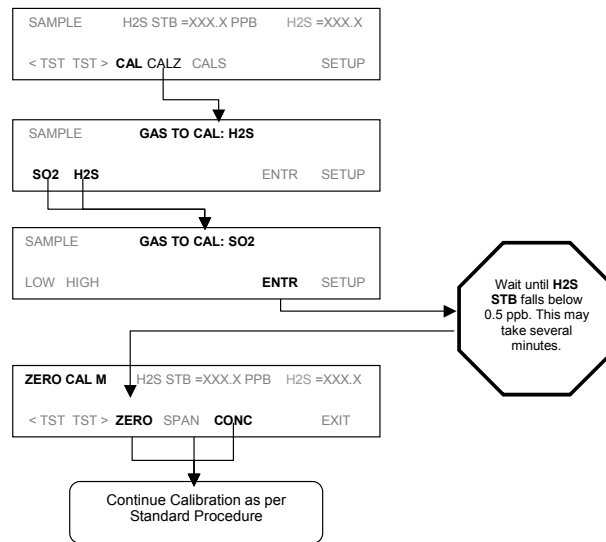 SAMPLE H2S STB =XXX.X PPB H2S =XXX.X
< TST TST > CAL CALZ CALS SETUP
SAMPLE GAS TO CAL: H2S
SO2 H2S ENTR SETUP
SAMPLE GAS TO CAL: SO2
LOW HIGH ENTR SETUP
Wait until H2S
STB falls below
0.5 ppb. This may
take several
minutes.
ZERO CAL M H2S STB =XXX.X PPB H2S =XXX.X
< TST TST > ZERO SPAN CONC EXIT
Continue Calibration as per
Standard Procedure